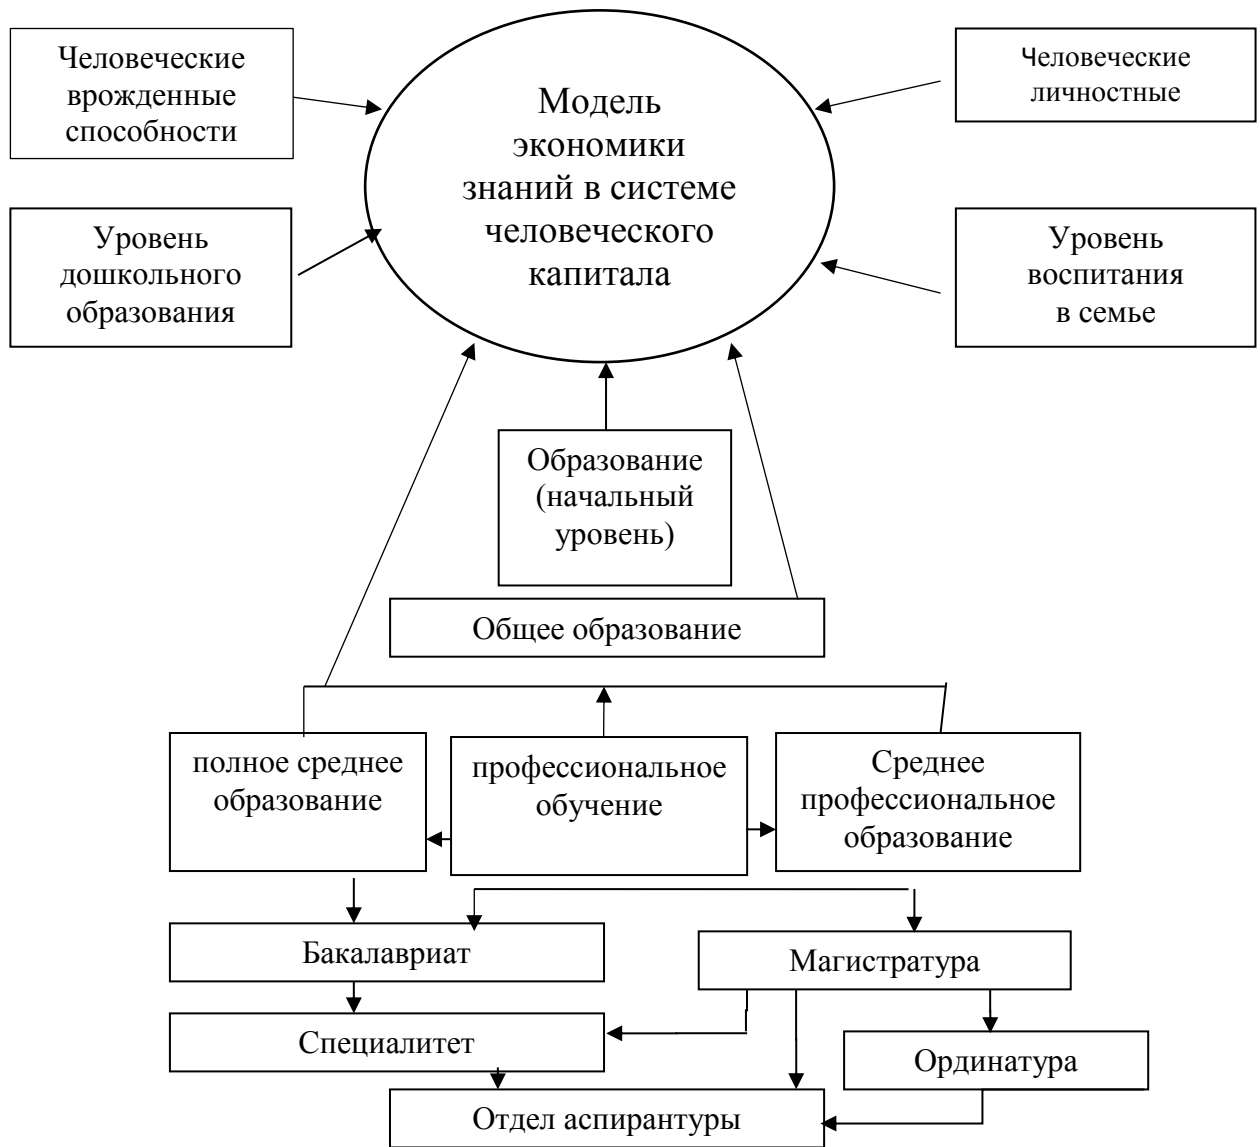 Человеческие
врожденные
способности
Модель
экономики
знаний в системе
человеческого
капитала
Человеческие
личностные
Уровень
дошкольного
образования
Уровень
воспитания
в семье
Образование
(начальный
уровень)
Общее образование
полное среднее
образование
профессиональное
обучение
Среднее
профессиональное
образование
Бакалавриат
Магистратура
Специалитет
Ординатура
Отдел аспирантуры